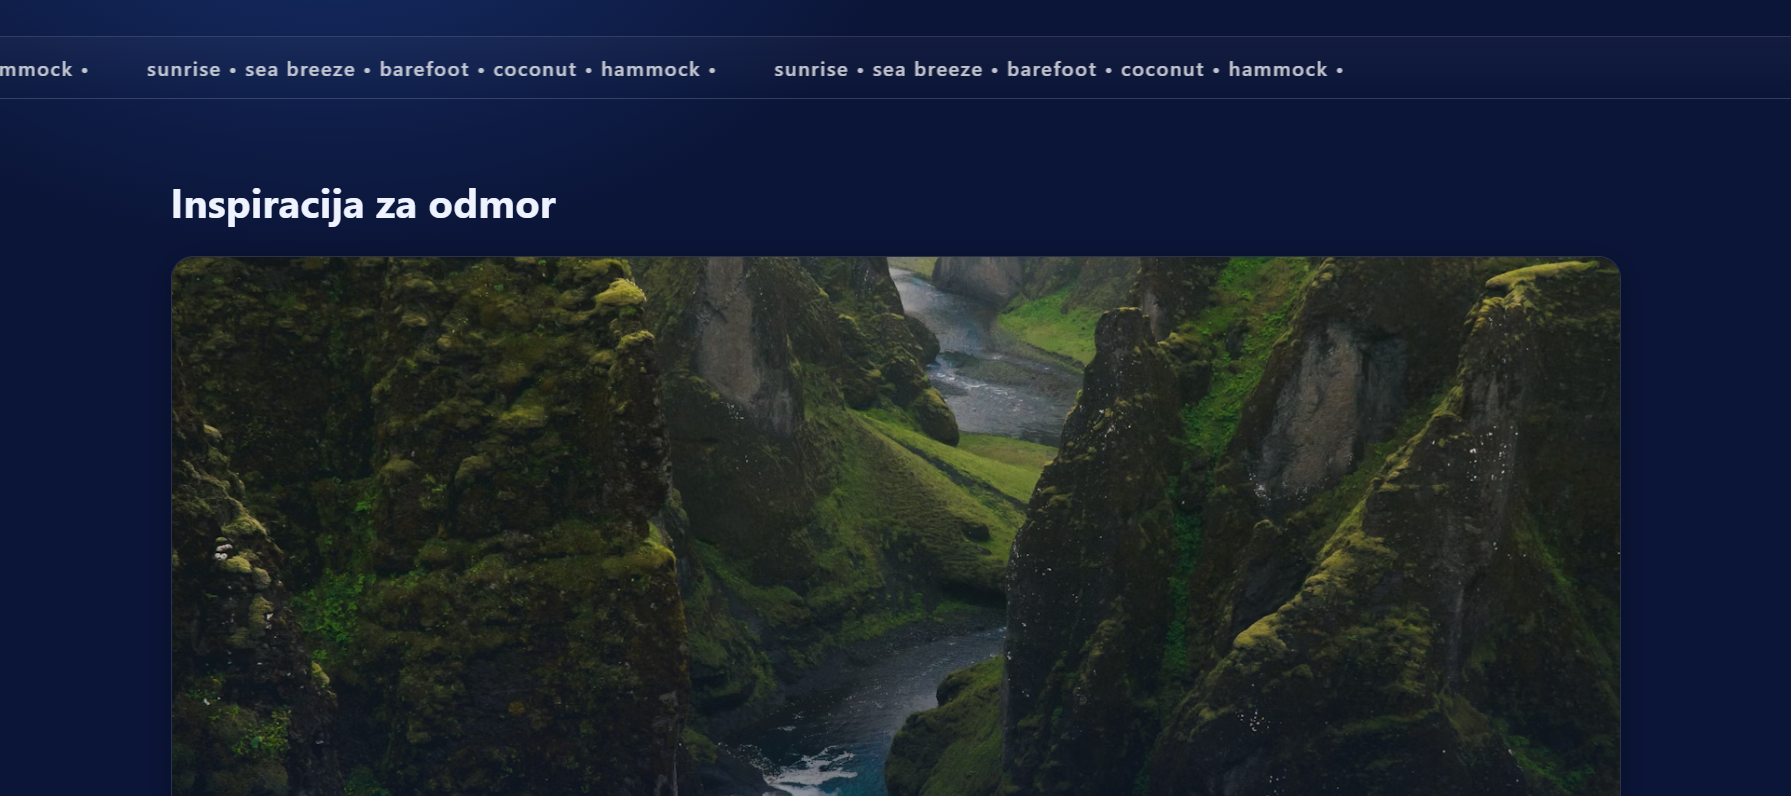 mmock • sunrise • sea breeze • barefoot • coconut • hammock • sunrise • sea breeze • barefoot • coconut • hammock •
Inspiracija za odmor